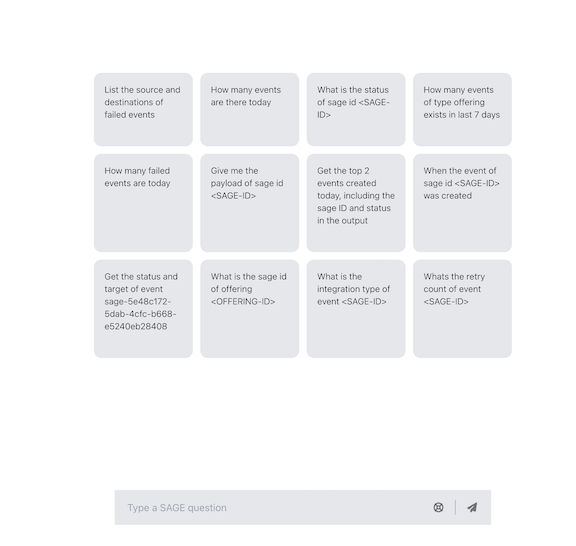 List the source and
destinations of
failed events
How many events
are there today
What is the status
of sage id <SAGE-
ID>
How many events
of type offering
exists in last 7 days
How many failed
events are today
Give me the
payload of sage id
<SAGE-ID>
Get the top 2
events created
today, including the
sage ID and status
in the output
When the event of
sage id <SAGE-ID>
was created
Get the status and
target of event
sage-5e48c172-
5dab-4cfc-b668-
e5240eb28408
What is the sage id
of offering
<OFFERING-ID>
What is the
integration type of
event <SAGE-ID>
Whats the retry
count of event
<SAGE-ID>
Type a SAGE question